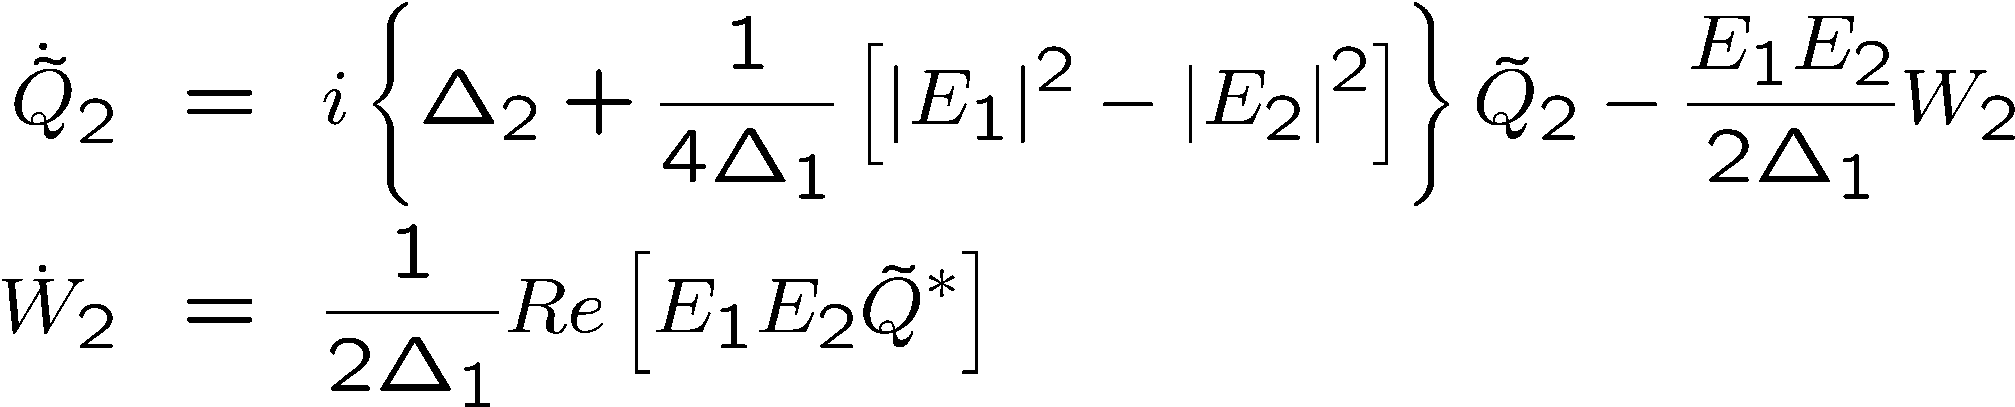 \dot{\tilde{Q}}_2 = i \left\{ \Delta_2 + \frac{1}{4\Delta_1} \left[ |E_1|^2 - |E_2|^2 \right] \right\} \tilde{Q}_2 - \frac{E_1 E_2}{2\Delta_1} W_2
\dot{W}_2 = \frac{1}{2\Delta_1} Re \left[ E_1 E_2 \tilde{Q}^* \right]